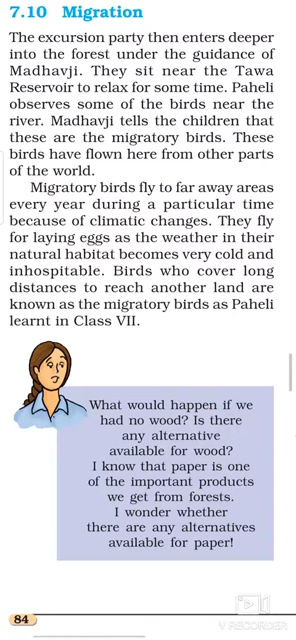 7.10 Migration
The excursion party then enters deeper
into the forest under the guidance of
Madhavji. They sit near the Tawa
Reservoir to relax for some time. Paheli
observes some of the birds near the
river. Madhavji tells the children that
these are the migratory birds. These
birds have flown here from other parts
of the world.
Migratory birds fly to far away areas
every year during a particular time
because of climatic changes. They fly
for laying eggs as the weather in their
natural habitat becomes very cold and
inhospitable. Birds who cover long
distances to reach another land are
known as the migratory birds as Paheli
learnt in Class VII.
What would happen if we
had no wood? Is there
any alternative
available for wood?
I know that paper is one
of the important products
we get from forests.
I wonder whether
there are any alternatives
available for paper!
84
V RECORDER